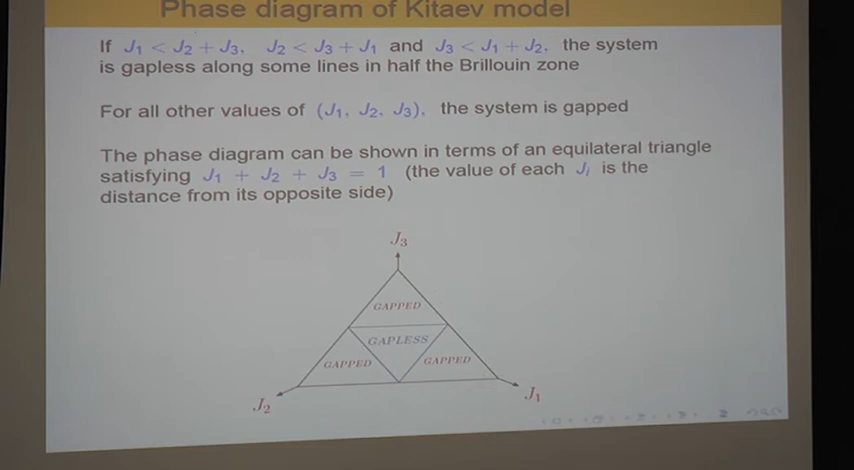 Phase diagram of Kitaev model
If J₁ < J₂ + J₃, J₂ < J₃ + J₁ and J₃ < J₁ + J₂, the system
is gapless along some lines in half the Brillouin zone
For all other values of (J₁, J₂, J₃), the system is gapped
The phase diagram can be shown in terms of an equilateral triangle
satisfying J₁ + J₂ + J₃ = 1 (the value of each Jᵢ is the
distance from its opposite side)
J₃
GAPPED
GAPLESS
GAPPED
GAPPED
J₂
J₁